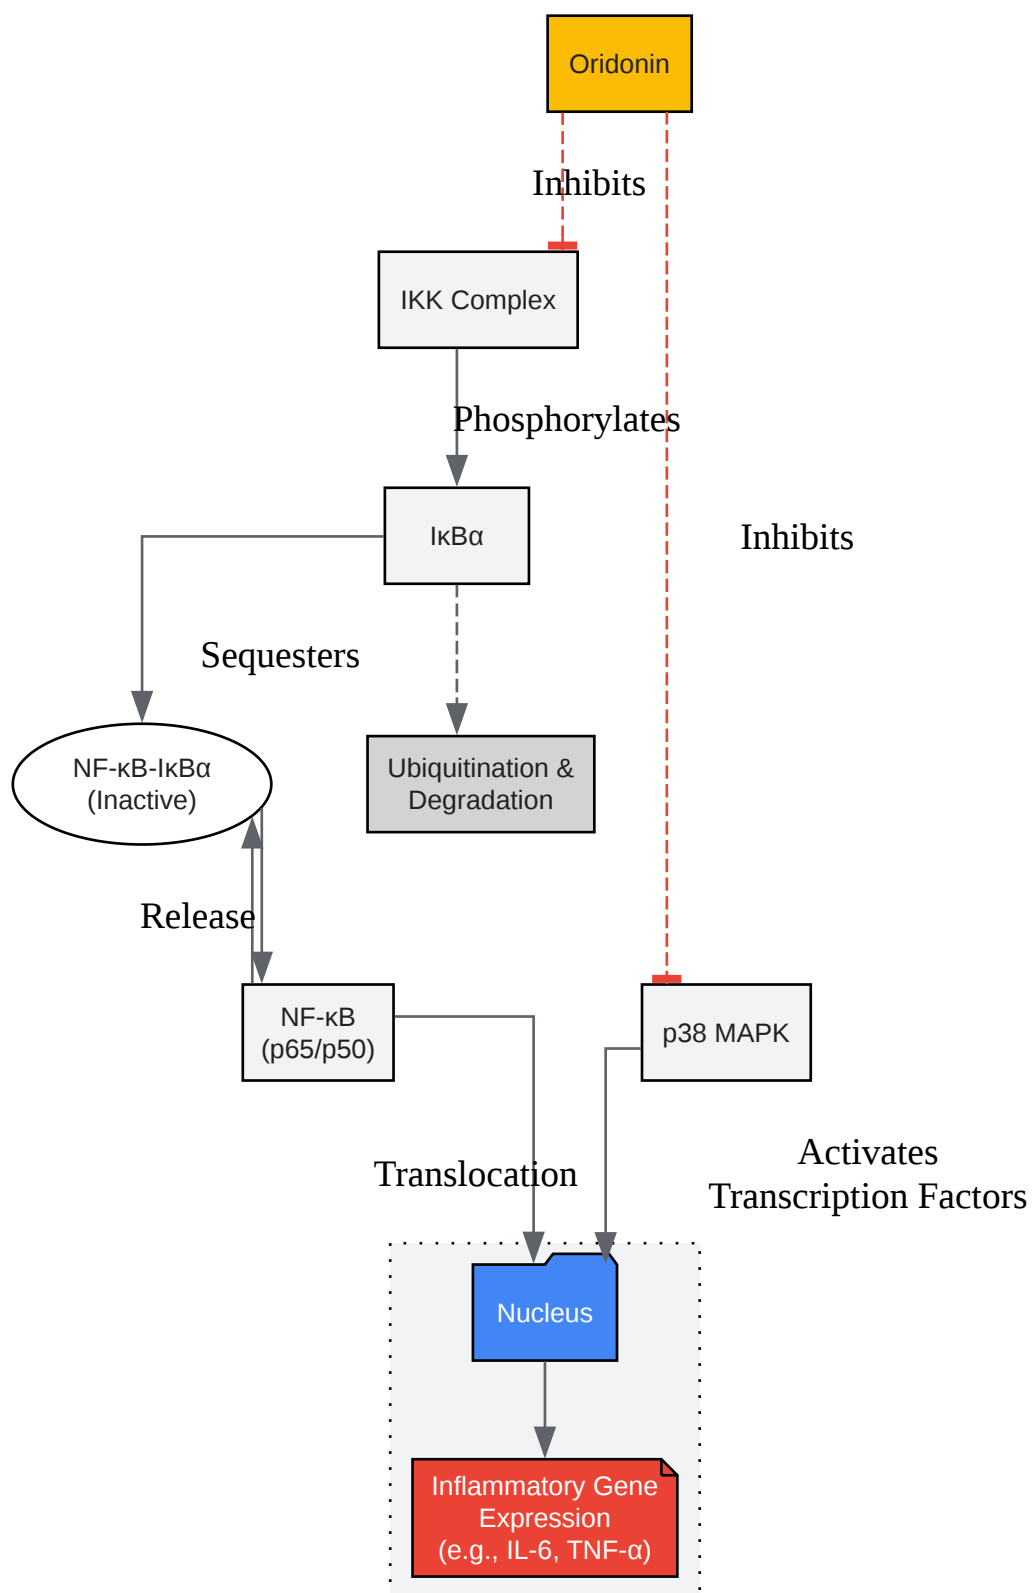 Oridonin
Inhibits
IKK Complex
Phosphorylates
IκBα
Inhibits
Sequesters
NF-κB-IκBα
(Inactive)
Ubiquitination &
Degradation
Release
NF-κB
(p65/p50)
p38 MAPK
Translocation
Activates
Transcription Factors
Nucleus
Inflammatory Gene
Expression
(e.g., IL-6, TNF-α)